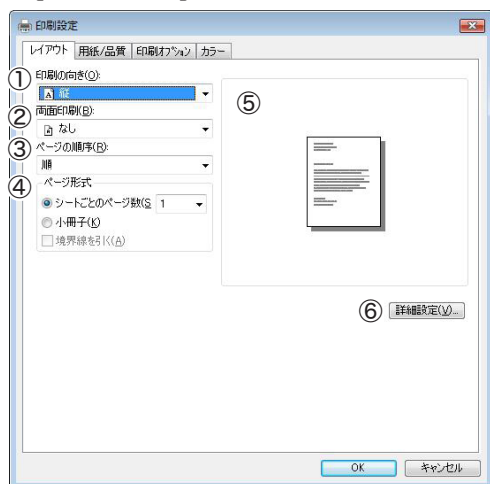 印刷設定
レイアウト 用紙/品質 印刷オプション カラー
① 印刷の向き(O):
縦
② 両面印刷(B):
なし
③ ページの順序(R):
順
④ ページ形式
シートごとのページ数(S 1
小冊子(K)
境界線を引く(A)
⑤
⑥ 詳細設定(V)...
OK キャンセル